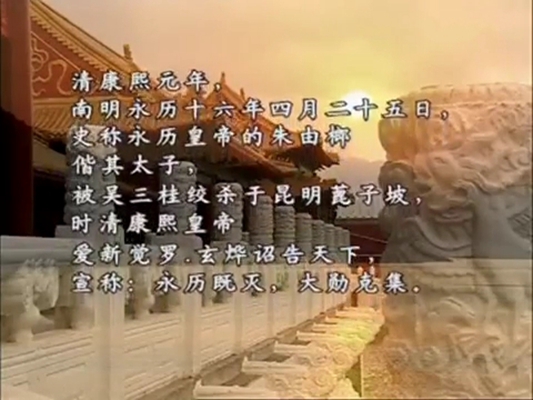 清康熙元年，
南明永历十六年四月二十五日，
史称永历皇帝的朱由榔
偕其太子，
被吴三桂绞杀于昆明蓖子坡，
时清康熙皇帝
爱新觉罗.玄烨诏告天下，
宣称：永历既灭，大勋克集。